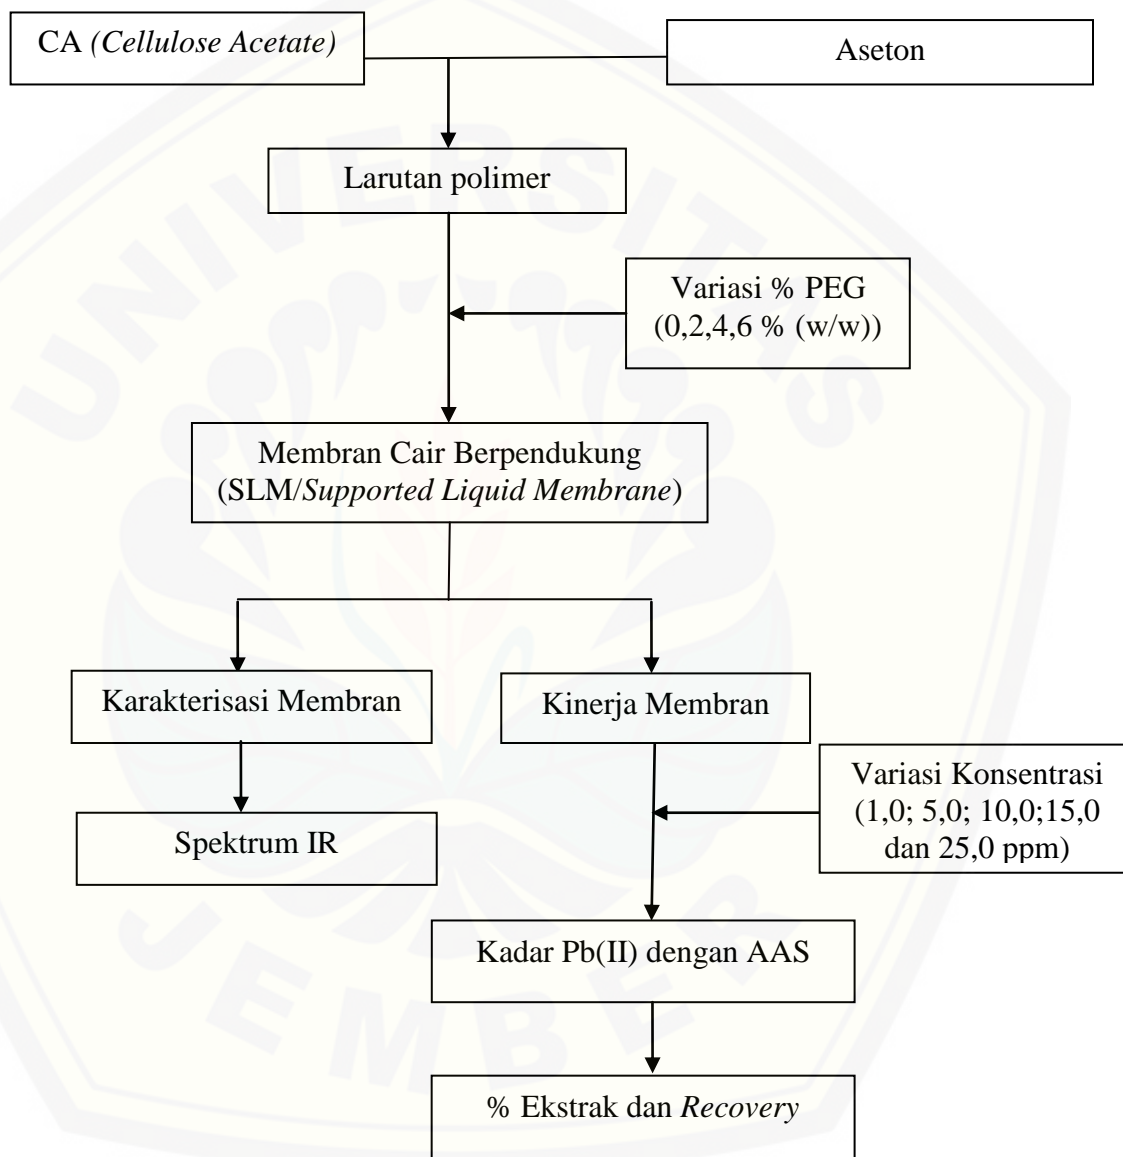 CA (Cellulose Acetate)
Aseton
Larutan polimer
Variasi % PEG
(0,2,4,6 % (w/w))
Membran Cair Berpendukung
(SLM/Supported Liquid Membrane)
Karakterisasi Membran
Kinerja Membran
Variasi Konsentrasi
(1,0; 5,0; 10,0;15,0
dan 25,0 ppm)
Spektrum IR
Kadar Pb(II) dengan AAS
% Ekstrak dan Recovery
UNIVERSITAS
JEMBER